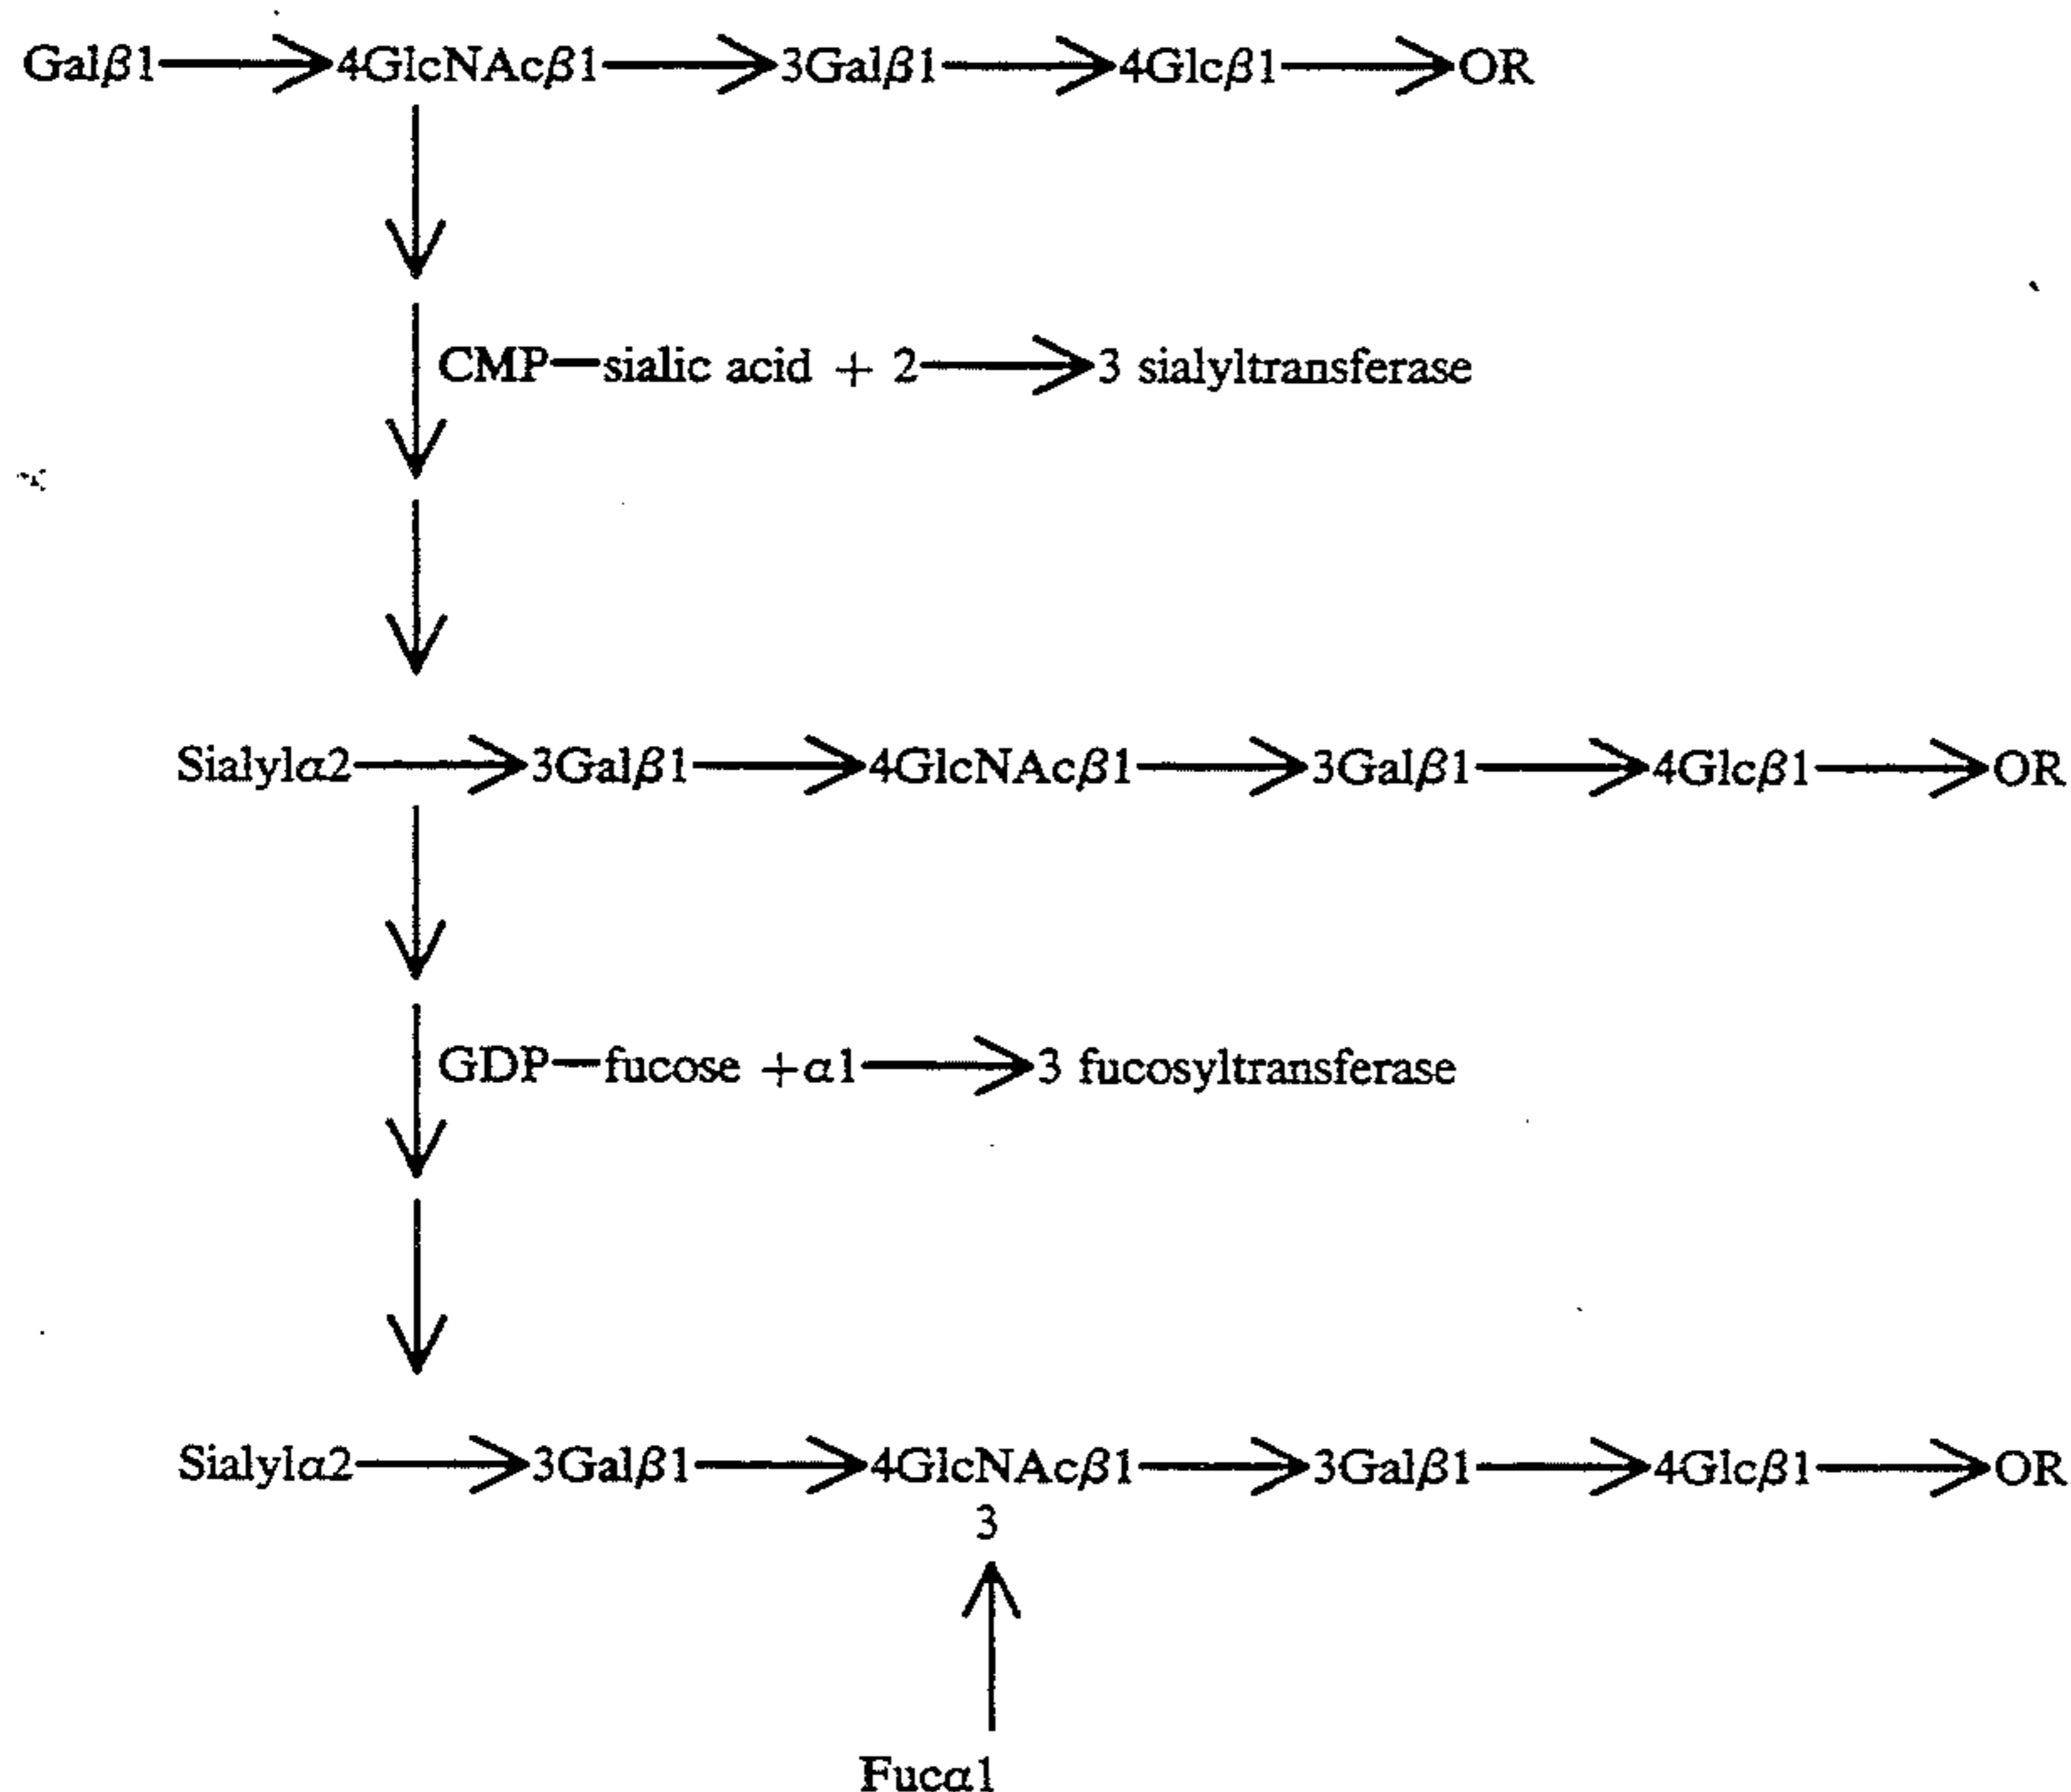 Galβ1⟶4GlcNAcβ1⟶3Galβ1⟶4Glcβ1⟶OR
CMP—sialic acid + 2⟶3 sialyltransferase
Sialylα2⟶3Galβ1⟶4GlcNAcβ1⟶3Galβ1⟶4Glcβ1⟶OR
GDP—fucose +α1⟶3 fucosyltransferase
Sialylα2⟶3Galβ1⟶4GlcNAcβ1⟶3Galβ1⟶4Glcβ1⟶OR
3
Fucα1